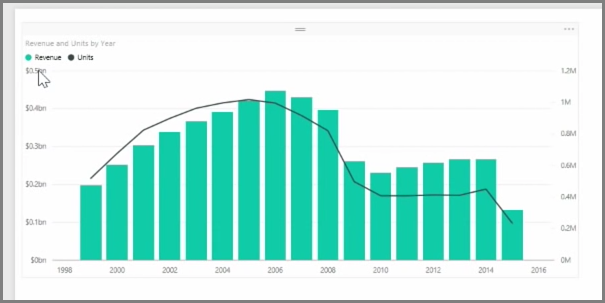 Revenue and Units by Year
Revenue Units
$0.5bn 1.2M
$0.4bn 1M
$0.3bn 0.8M
0.6M
$0.2bn 0.4M
$0.1bn 0.2M
$0bn 0M
1998 2000 2002 2004 2006 2008 2010 2012 2014 2016